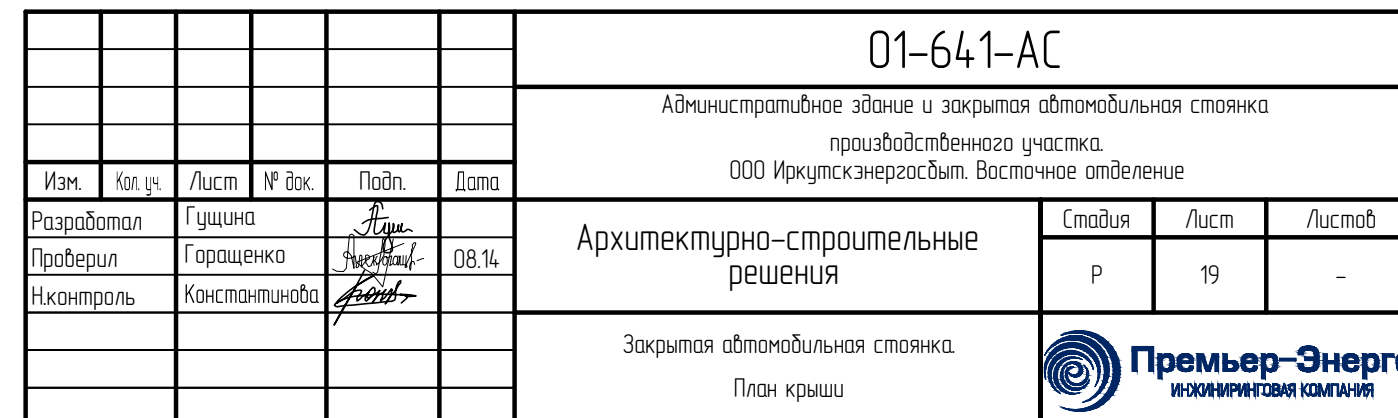 01-641-АС
Административное здание и закрытая автомобильная стоянка
производственного участка.
ООО Иркутскэнергосбыт. Восточное отделение
Изм. Кол. уч. Лист № док. Подп. Дата
Разработал Гущина
Проверил Горащенко 08.14
Н.контроль Константинова
Архитектурно-строительные
решения
Стадия Лист Листов
Р 19 -
Закрытая автомобильная стоянка.
План крыши
Премьер-Энерго
ИНЖИНИРИНГОВАЯ КОМПАНИЯ